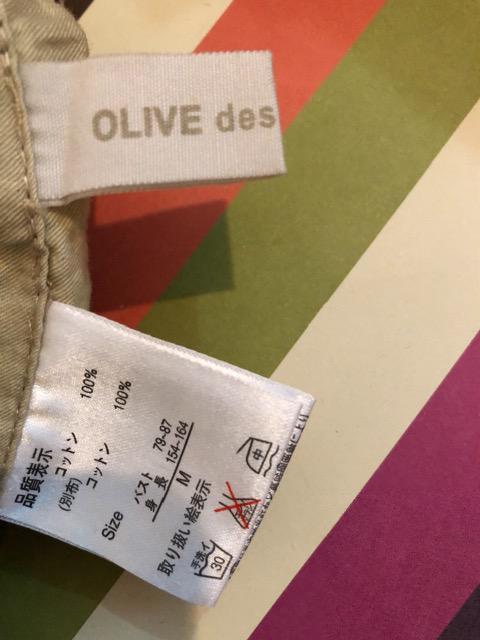 OLIVE des
品質表示
コットン 100%
(別布)
コットン 100%
Size
バスト 79-87
身長 154-164
M
取り扱い絵表示
手洗イ
30
中